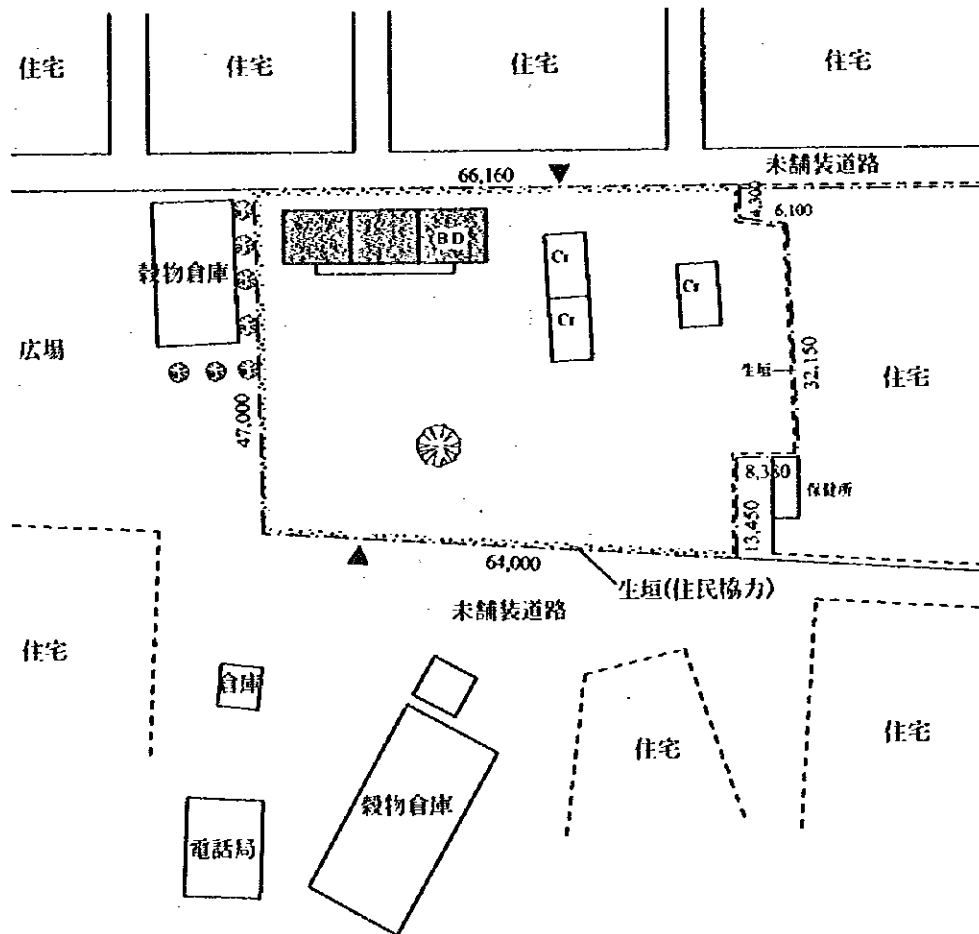 住宅
住宅
住宅
住宅
未舗装道路
66,160
4,300
6,100
BD
Cr
Cr
Cr
穀物倉庫
広場
47,000
生垣
32,150
住宅
8,380
保健所
13,450
64,000
生垣(住民協力)
未舗装道路
住宅
倉庫
住宅
住宅
穀物倉庫
電話局